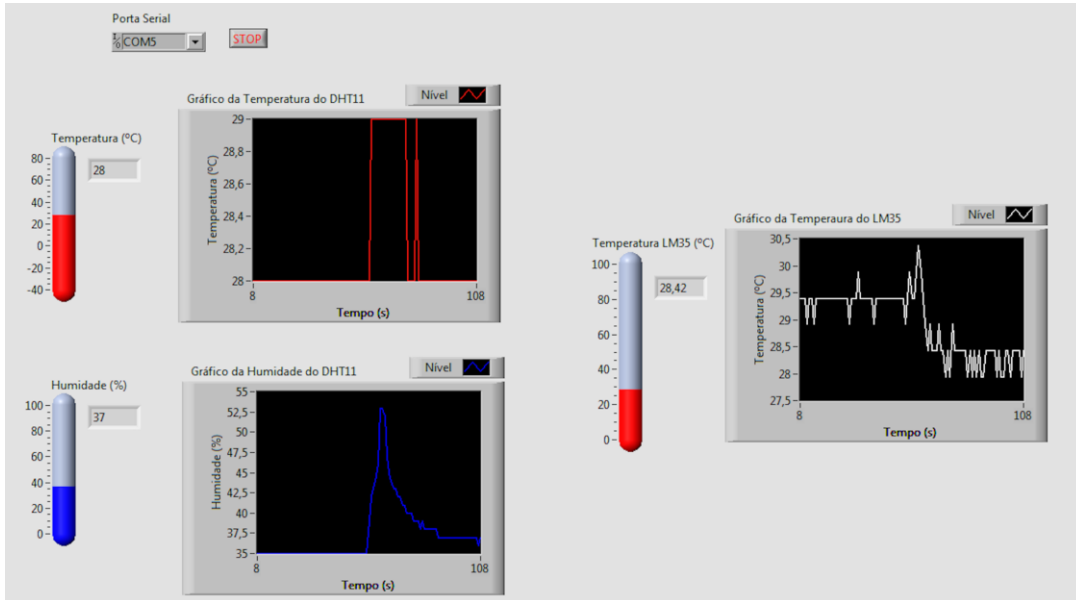 Porta Serial
COM5
STOP
Gráfico da Temperatura do DHT11
Nível
Temperatura (ºC)
28
80
60
40
20
0
-20
-40
Temperatura (ºC)
29
28,8
28,6
28,4
28,2
28
8
108
Tempo (s)
Gráfico da Humidade do DHT11
Nível
Humidade (%)
37
100
80
60
40
20
0
Humidade (%)
55
52,5
50
47,5
45
42,5
40
37,5
35
8
108
Tempo (s)
Gráfico da Temperaura do LM35
Nível
Temperatura LM35 (ºC)
28,42
100
80
60
40
20
0
Temperatura (ºC)
30,5
30
29,5
29
28,5
28
27,5
8
108
Tempo (s)